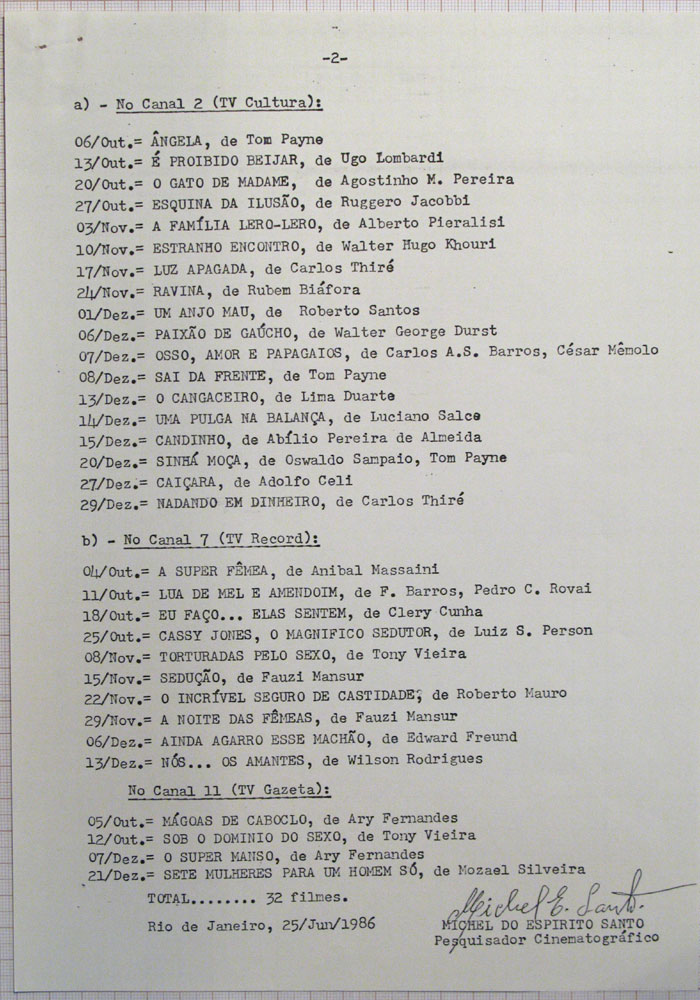 -2-
a) - No Canal 2 (TV Cultura):
06/Out.= ÂNGELA, de Tom Payne
13/Out.= É PROIBIDO BEIJAR, de Ugo Lombardi
20/Out.= O GATO DE MADAME, de Agostinho M. Pereira
27/Out.= ESQUINA DA ILUSÃO, de Ruggero Jacobbi
03/Nov.= A FAMÍLIA LERO-LERO, de Alberto Pieralisi
10/Nov.= ESTRANHO ENCONTRO, de Walter Hugo Khouri
17/Nov.= LUZ APAGADA, de Carlos Thiré
24/Nov.= RAVINA, de Rubem Biáfora
01/Dez.= UM ANJO MAU, de Roberto Santos
06/Dez.= PAIXÃO DE GAÚCHO, de Walter George Durst
07/Dez.= OSSO, AMOR E PAPAGAIOS, de Carlos A.S. Barros, César Mêmolo
08/Dez.= SAI DA FRENTE, de Tom Payne
13/Dez.= O CANGACEIRO, de Lima Duarte
14/Dez.= UMA PULGA NA BALANÇA, de Luciano Salce
15/Dez.= CANDINHO, de Abílio Pereira de Almeida
20/Dez.= SINHÁ MOÇA, de Oswaldo Sampaio, Tom Payne
27/Dez.= CAIÇARA, de Adolfo Celi
29/Dez.= NADANDO EM DINHEIRO, de Carlos Thiré
b) - No Canal 7 (TV Record):
04/Out.= A SUPER FÊMEA, de Anibal Massaini
11/Out.= LUA DE MEL E AMENDOIM, de F. Barros, Pedro C. Rovai
18/Out.= EU FAÇO... ELAS SENTEM, de Clery Cunha
25/Out.= CASSY JONES, O MAGNIFICO SEDUTOR, de Luiz S. Person
08/Nov.= TORTURADAS PELO SEXO, de Tony Vieira
15/Nov.= SEDUÇÃO, de Fauzi Mansur
22/Nov.= O INCRÍVEL SEGURO DE CASTIDADE, de Roberto Mauro
29/Nov.= A NOITE DAS FÊMEAS, de Fauzi Mansur
06/Dez.= AINDA AGARRO ESSE MACHÃO, de Edward Freund
13/Dez.= NÓS... OS AMANTES, de Wilson Rodrigues
No Canal 11 (TV Gazeta):
05/Out.= MÁGOAS DE CABOCLO, de Ary Fernandes
12/Out.= SOB O DOMINIO DO SEXO, de Tony Vieira
07/Dez.= O SUPER MANSO, de Ary Fernandes
21/Dez.= SETE MULHERES PARA UM HOMEM SÓ, de Mozael Silveira
TOTAL........ 32 filmes.
Michel E. Santo
Rio de Janeiro, 25/Jun/1986
MICHEL DO ESPIRITO SANTO
Pesquisador Cinematográfico